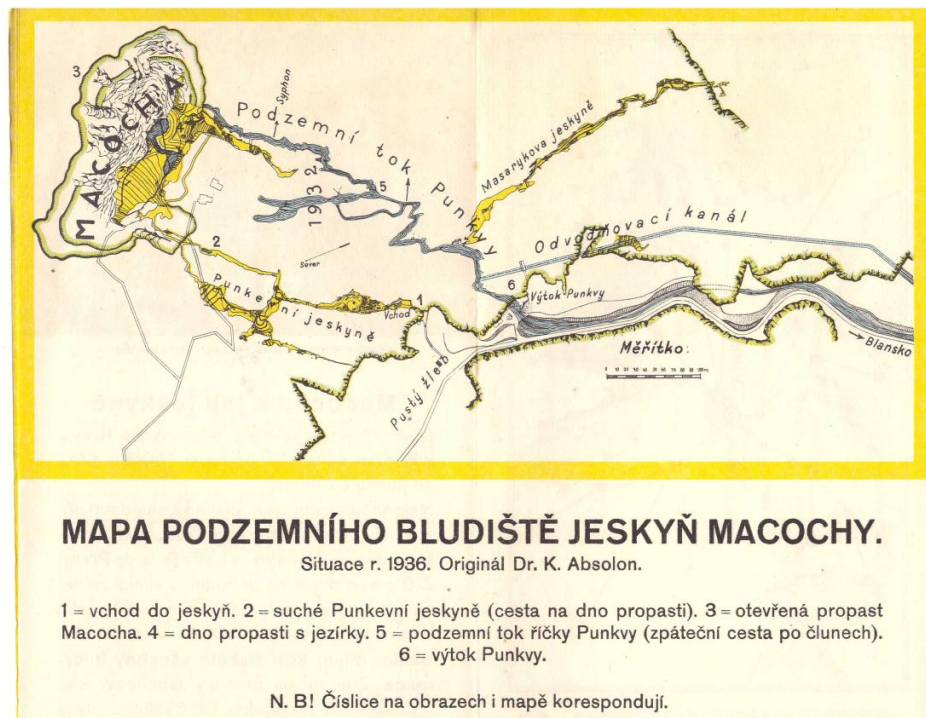 3
MACOCHA
4
Podzemní tok Punkvy
Syphon
1932
5
Masarykova jeskyně
Odvodňovací kanál
2
Punkevní jeskyně
Sever
1
Vchod
6
Výtok-Punkvy
Pustý žleb
Měřítko:
Blansko
MAPA PODZEMNÍHO BLUDIŠTĚ JESKYŇ MACOCHY.
Situace r. 1936. Originál Dr. K. Absolon.
1 = vchod do jeskyň. 2 = suché Punkevní jeskyně (cesta na dno propasti). 3 = otevřená propast
Macocha. 4 = dno propasti s jezírky. 5 = podzemní tok říčky Punkvy (zpáteční cesta po člunech).
6 = výtok Punkvy.
N. B! Číslice na obrazech i mapě korespondují.